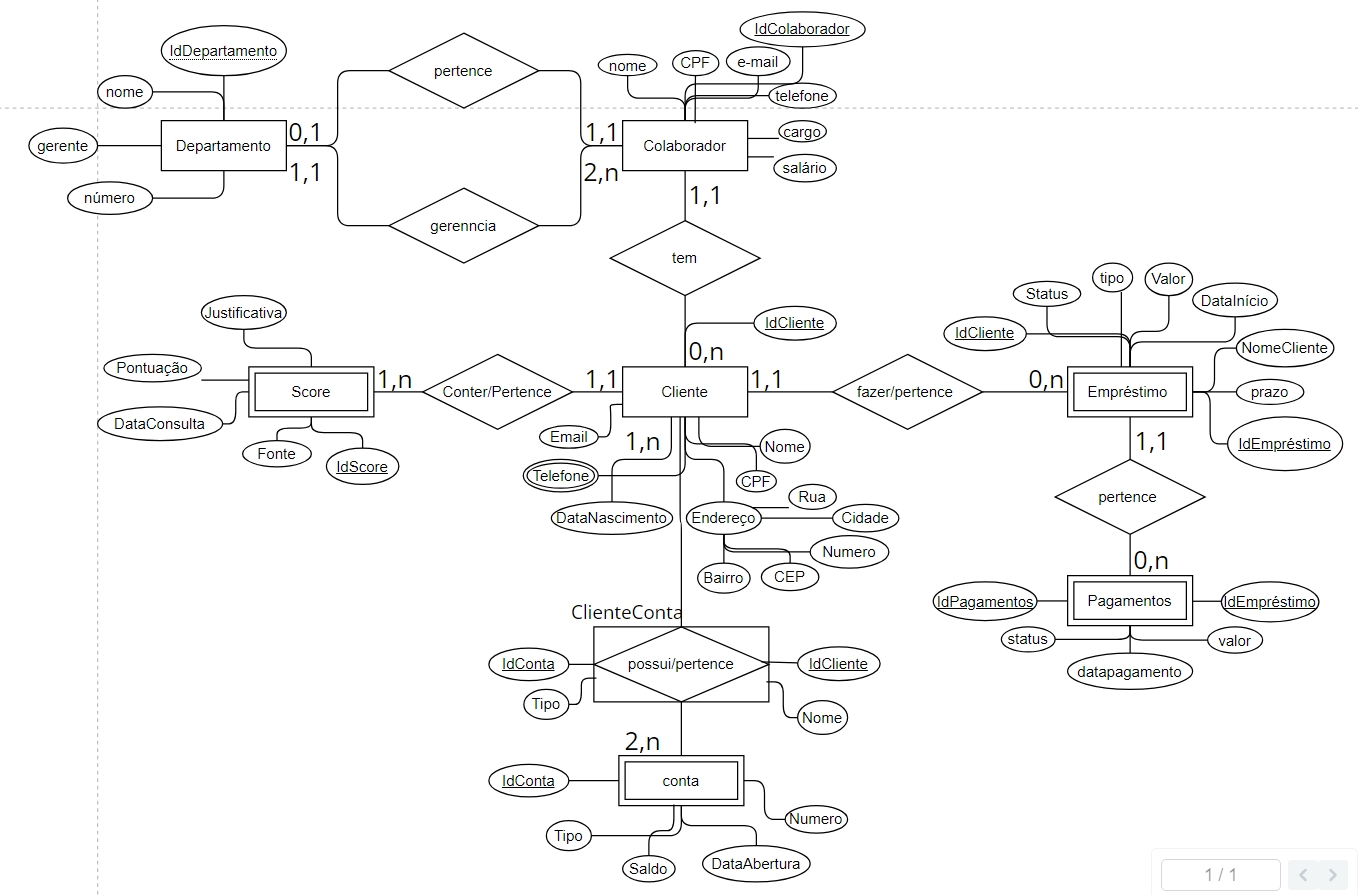 IdColaborador
IdDepartamento
nome
CPF
e-mail
pertence
nome
telefone
0,1
1,1
cargo
gerente
Departamento
Colaborador
1,1
2,n
salário
número
1,1
gerenncia
tem
tipo
Valor
Status
DataInício
Justificativa
IdCliente
IdCliente
NomeCliente
0,n
Pontuação
1,n
1,1
1,1
0,n
Score
Conter/Pertence
Cliente
fazer/pertence
Empréstimo
prazo
DataConsulta
Email
1,n
Nome
1,1
IdEmpréstimo
Fonte
IdScore
Telefone
CPF
Rua
pertence
DataNascimento
Endereço
Cidade
Numero
0,n
Bairro
CEP
IdPagamentos
Pagamentos
IdEmpréstimo
ClienteConta
status
valor
IdConta
possui/pertence
IdCliente
datapagamento
Tipo
Nome
2,n
IdConta
conta
Numero
Tipo
Saldo
DataAbertura
1 / 1